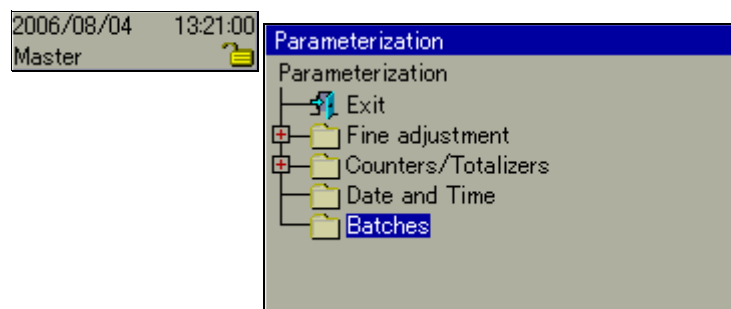 2006/08/04 13:21:00
Master
Parameterization
Parameterization
Exit
Fine adjustment
Counters/Totalizers
Date and Time
Batches